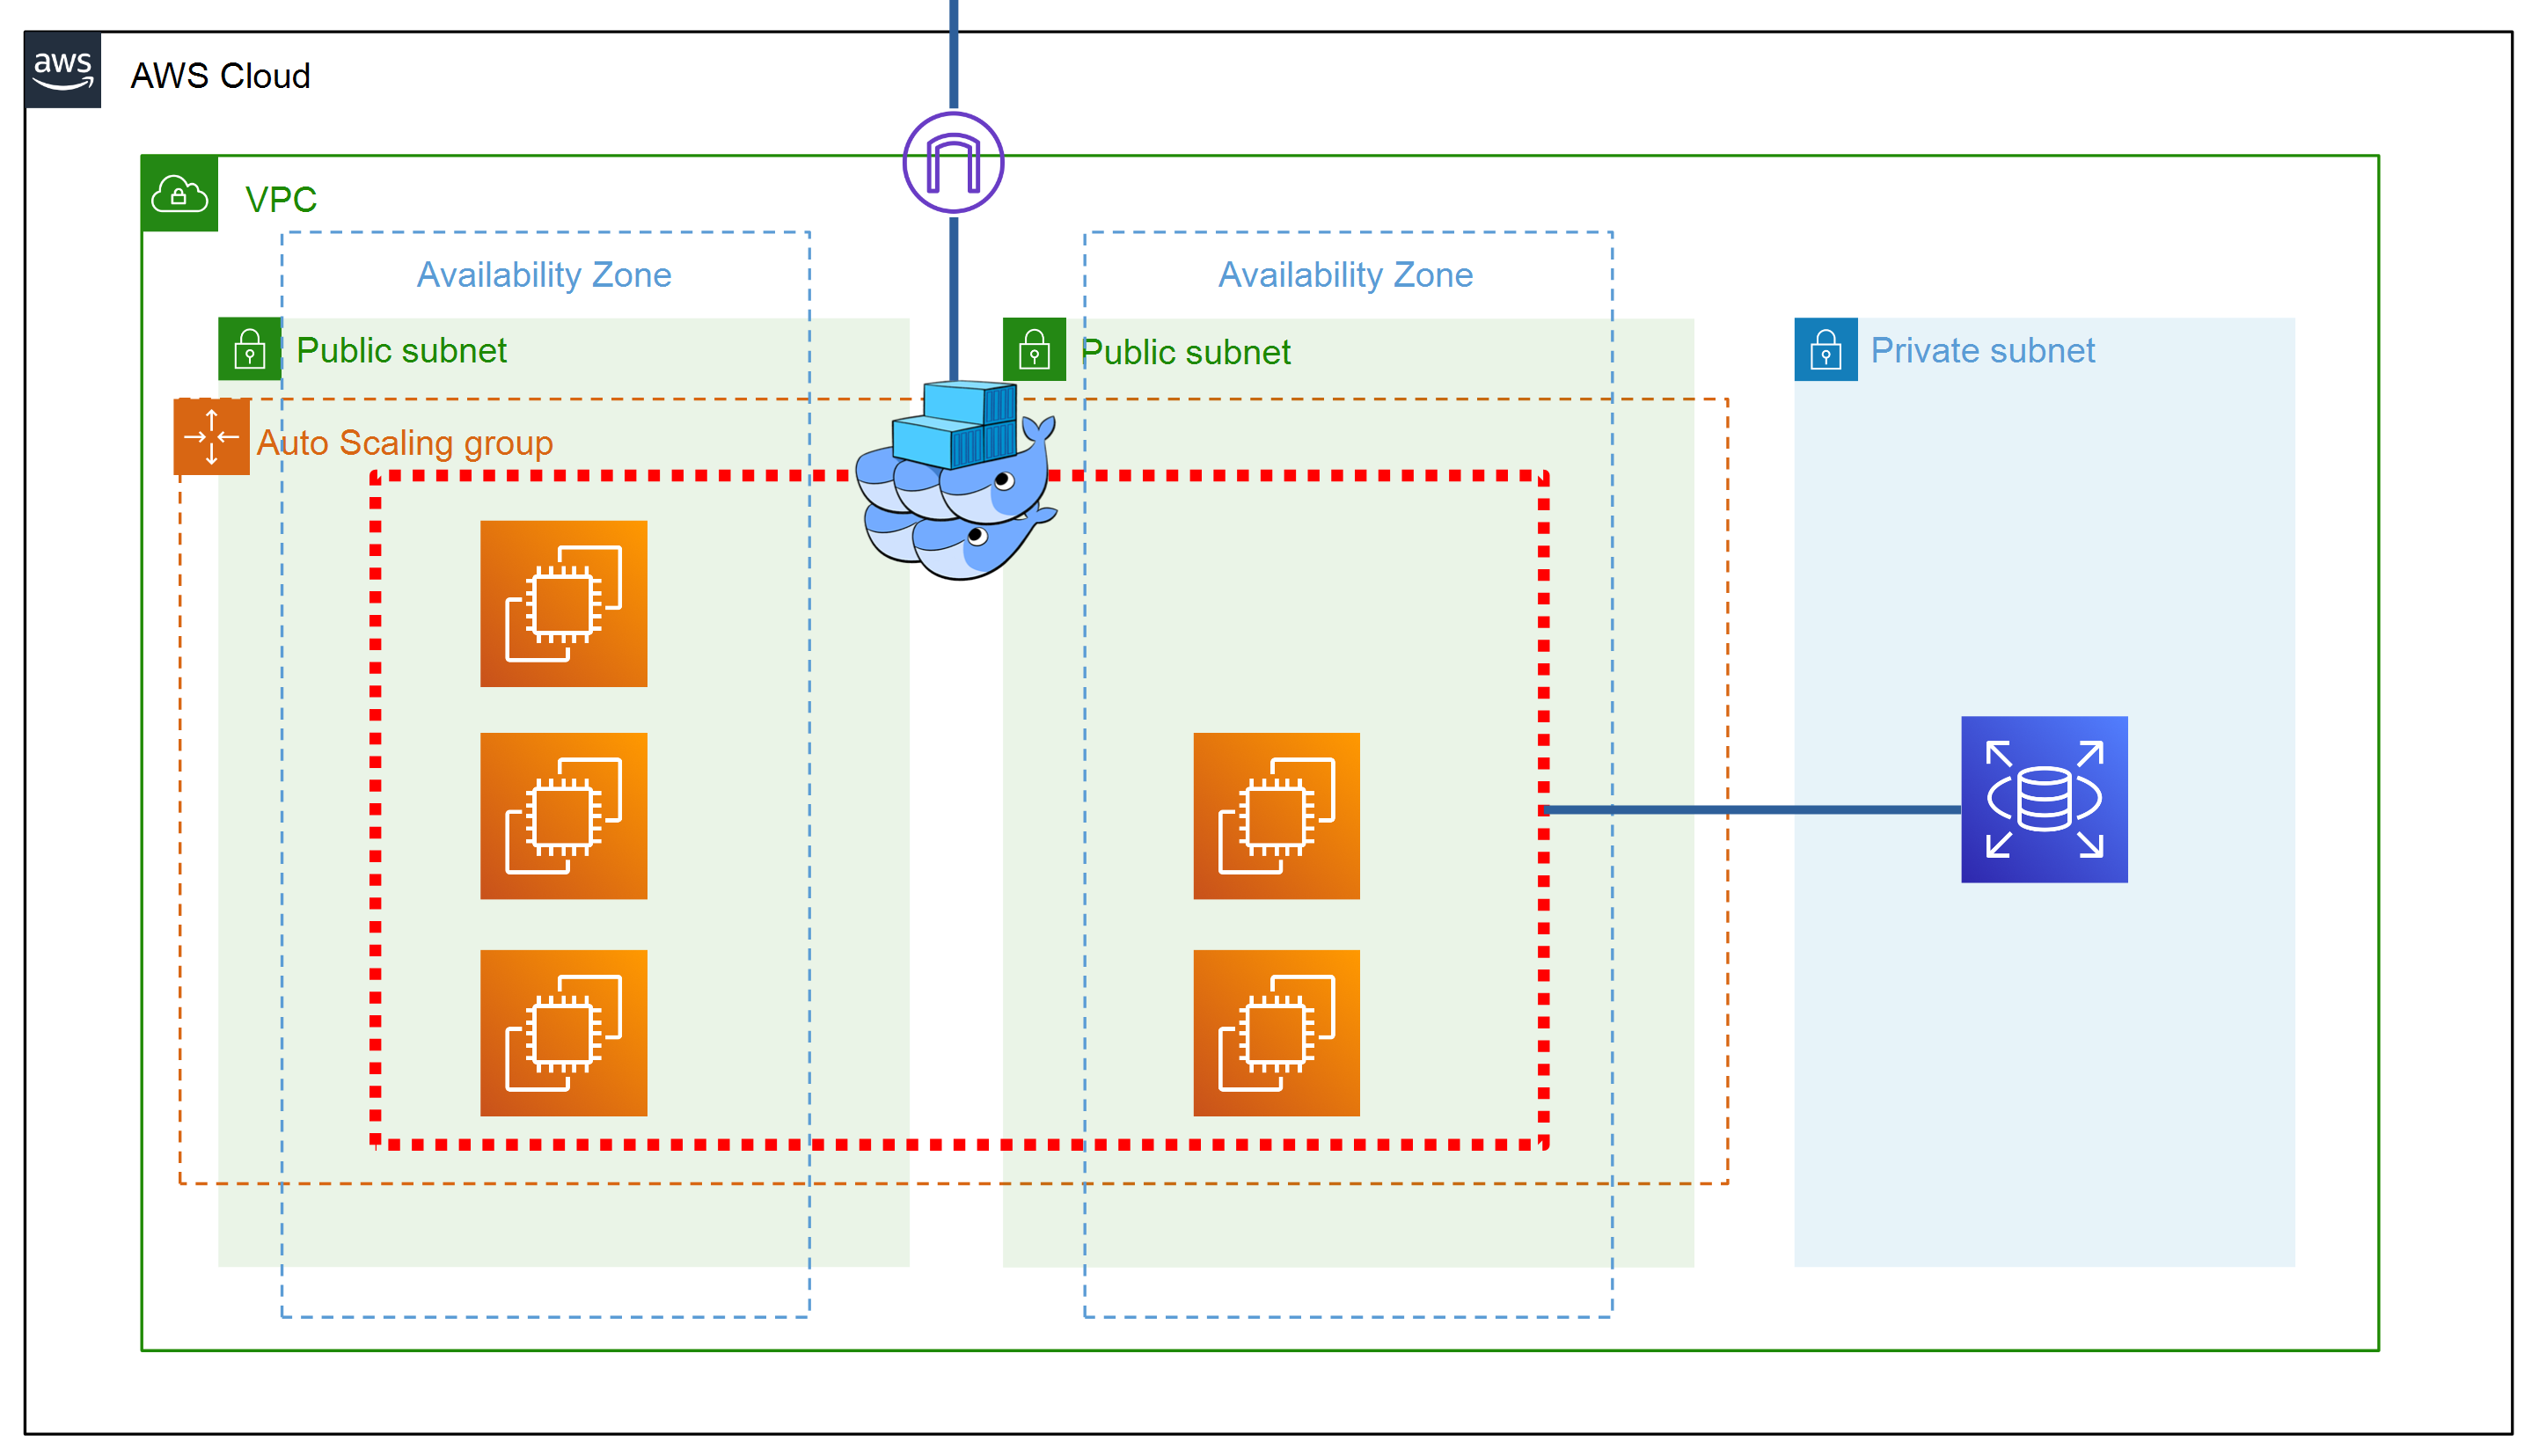 aws
AWS Cloud
VPC
Availability Zone
Availability Zone
Public subnet
Public subnet
Private subnet
Auto Scaling group